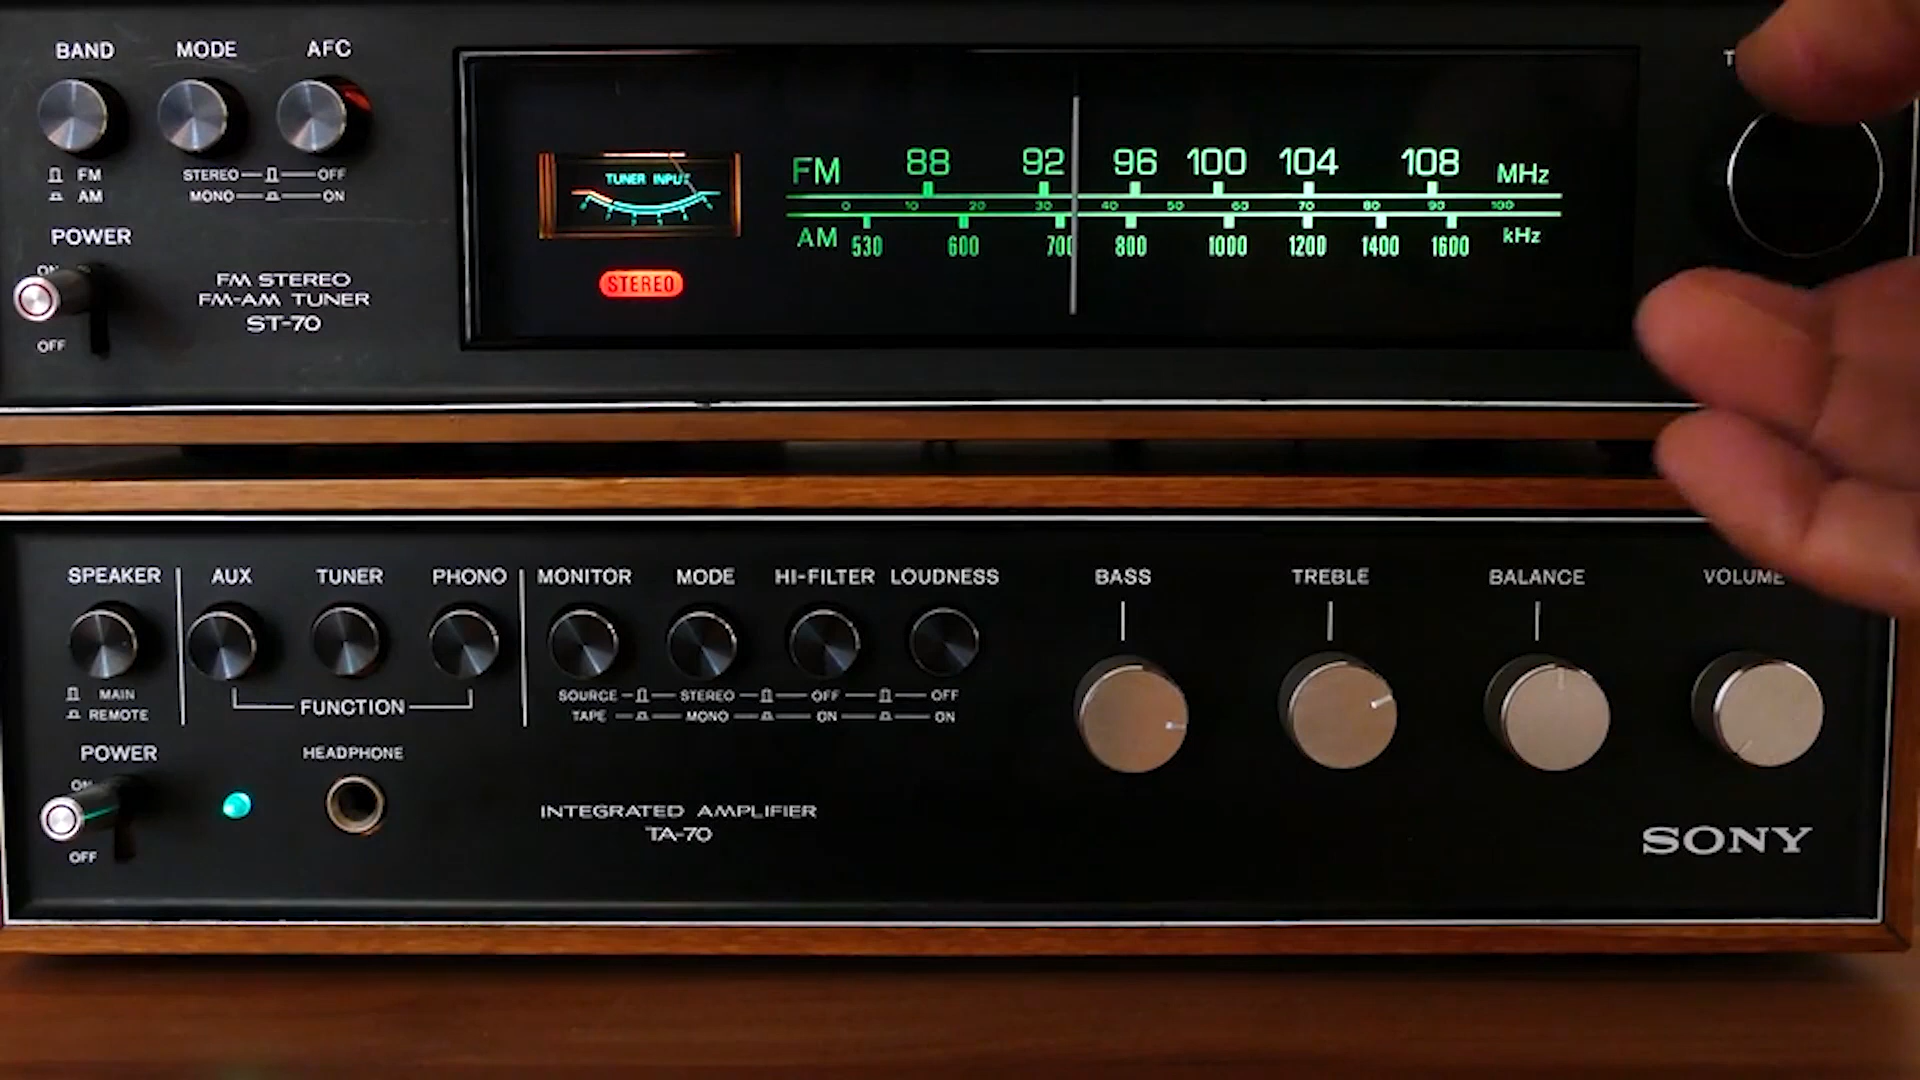 BAND MODE AFC
FM STEREO OFF
AM MONO ON
POWER
ON
OFF
FM STEREO
FM-AM TUNER
ST-70
TUNER INPUT
STEREO
FM 88 92 96 100 104 108 MHz
0 10 20 30 40 50 60 70 80 90 100
AM 530 600 700 800 1000 1200 1400 1600 kHz
SPEAKER AUX TUNER PHONO MONITOR MODE HI-FILTER LOUDNESS BASS TREBLE BALANCE VOLUME
MAIN SOURCE STEREO OFF OFF
REMOTE FUNCTION TAPE MONO ON ON
POWER HEADPHONE
ON
OFF
INTEGRATED AMPLIFIER
TA-70
SONY